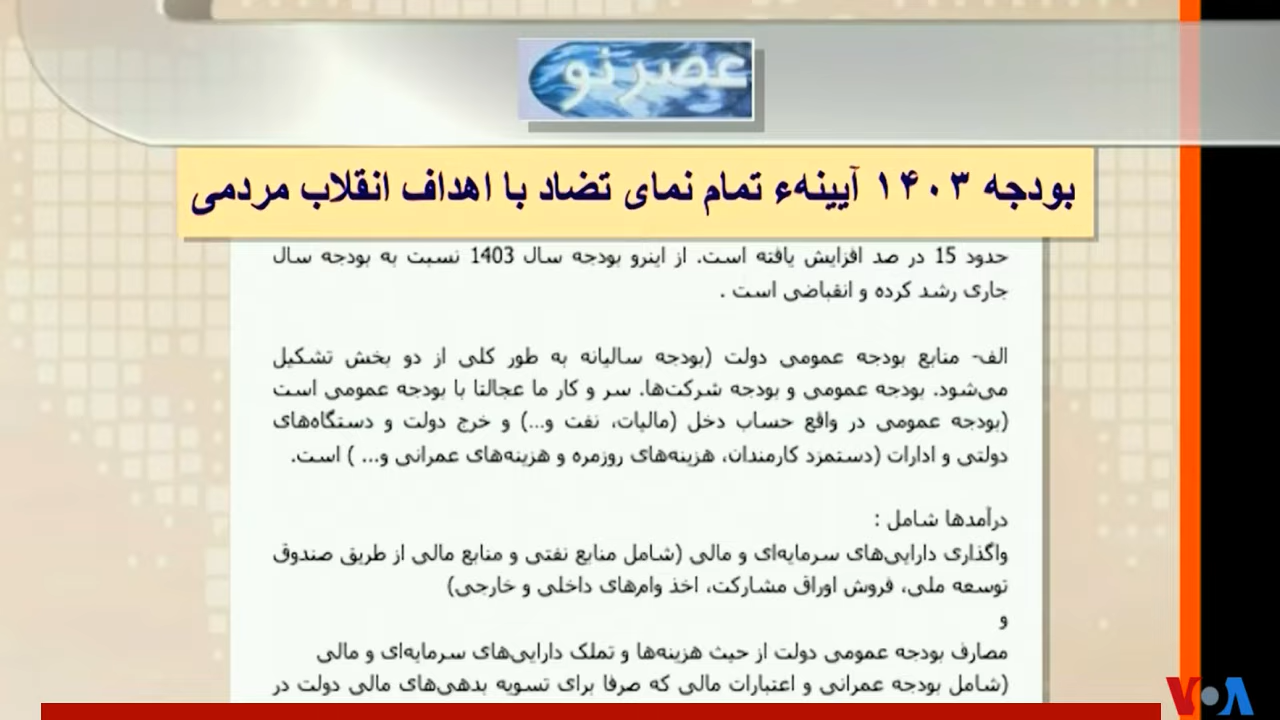 عصر نو
بودجه ۱۴۰۳ آیینهء تمام نمای تضاد با اهداف انقلاب مردمی
حدود 15 در صد افزایش یافته است. از اینرو بودجه سال 1403 نسبت به بودجه سال
جاری رشد کرده و انقباضی است .
الف- منابع بودجه عمومی دولت (بودجه سالیانه به طور کلی از دو بخش تشکیل
می‌شود. بودجه عمومی و بودجه شرکت‌ها. سر و کار ما عجالتا با بودجه عمومی است
(بودجه عمومی در واقع حساب دخل (مالیات، نفت و...) و خرج دولت و دستگاه‌های
دولتی و ادارات (دستمزد کارمندان، هزینه‌های روزمره و هزینه‌های عمرانی و... ) است.
درآمدها شامل :
واگذاری دارایی‌های سرمایه‌ای و مالی (شامل منابع نفتی و منابع مالی از طریق صندوق
توسعه ملی، فروش اوراق مشارکت، اخذ وام‌های داخلی و خارجی)
و
مصارف بودجه عمومی دولت از حیث هزینه‌ها و تملک دارایی‌های سرمایه‌ای و مالی
(شامل بودجه عمرانی و اعتبارات مالی که صرفا برای تسویه بدهی‌های مالی دولت در
VOA